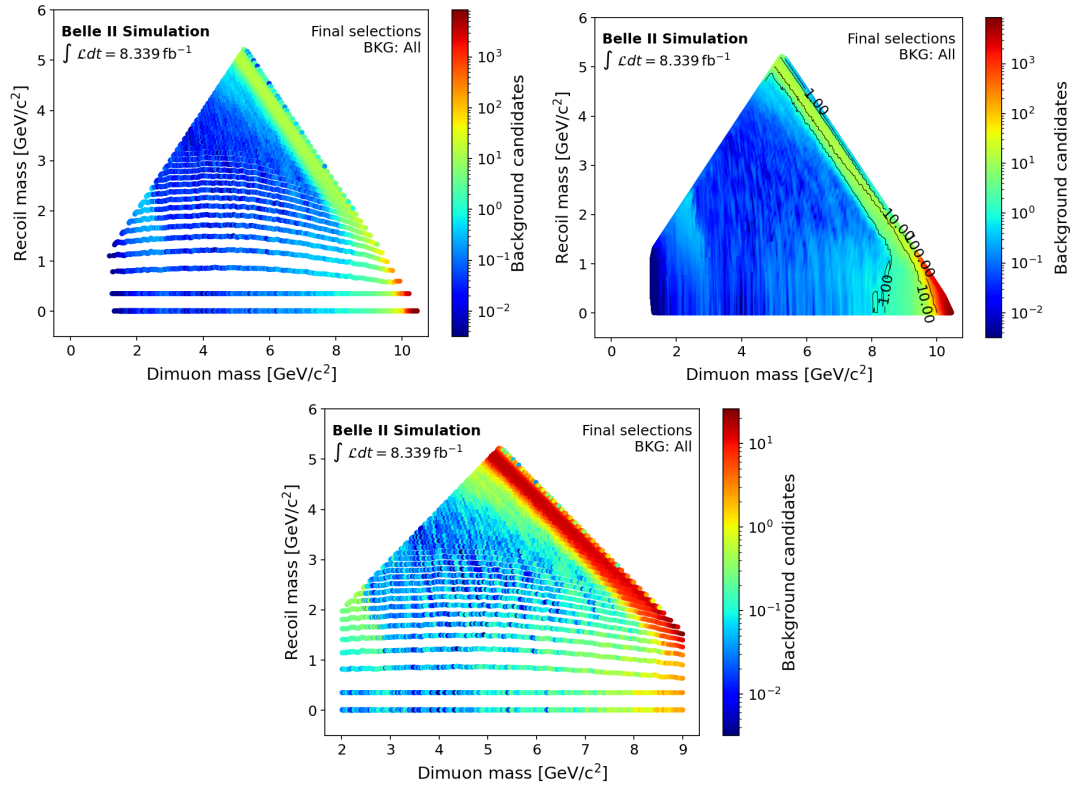 Belle II Simulation
∫ ℒdt = 8.339 fb⁻¹
Final selections
BKG: All
6
5
4
3
2
1
0
Recoil mass [GeV/c²]
0
2
4
6
8
10
Dimuon mass [GeV/c²]
10³
10²
10¹
10⁰
10⁻¹
10⁻²
Background candidates
Belle II Simulation
∫ ℒdt = 8.339 fb⁻¹
Final selections
BKG: All
1.00
10.00
100.00
1.00
10.00
6
5
4
3
2
1
0
Recoil mass [GeV/c²]
0
2
4
6
8
10
Dimuon mass [GeV/c²]
10³
10²
10¹
10⁰
10⁻¹
10⁻²
Background candidates
Belle II Simulation
∫ ℒdt = 8.339 fb⁻¹
Final selections
BKG: All
6
5
4
3
2
1
0
Recoil mass [GeV/c²]
2
3
4
5
6
7
8
9
Dimuon mass [GeV/c²]
10¹
10⁰
10⁻¹
10⁻²
Background candidates